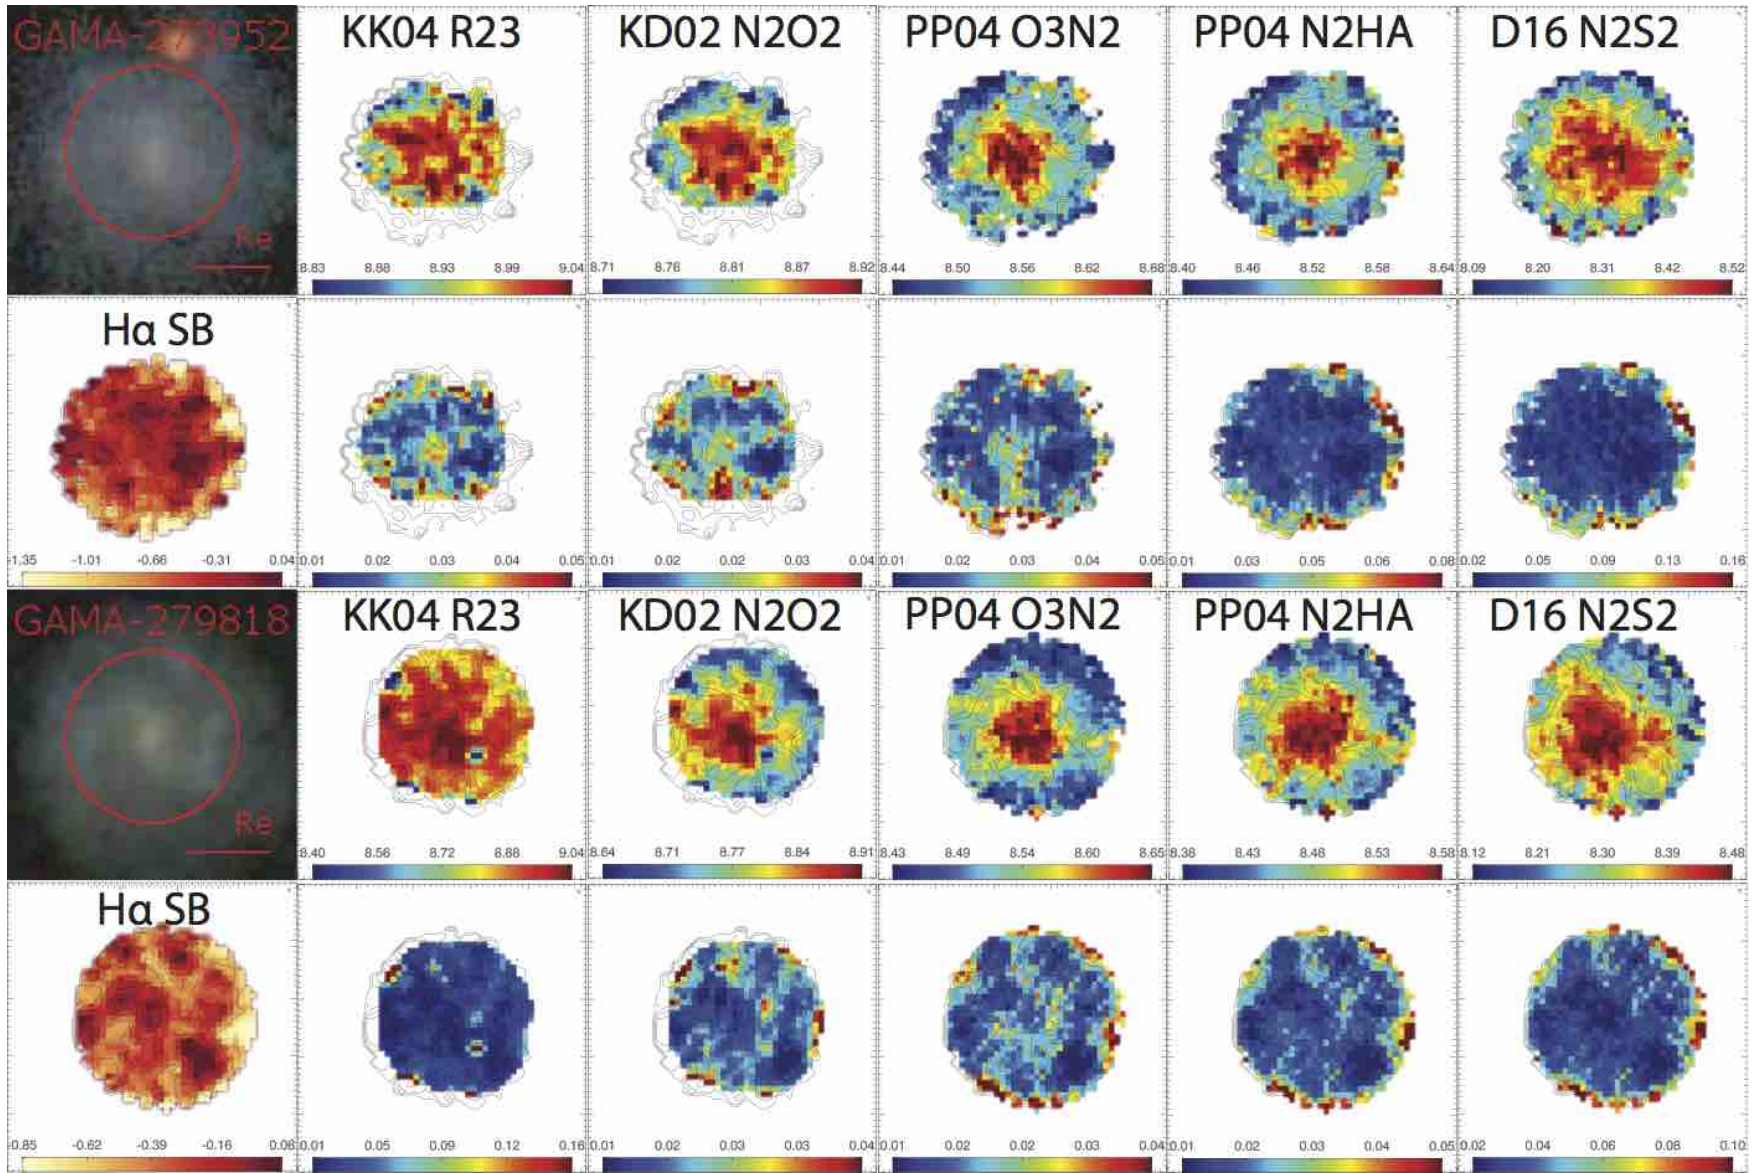 GAMA-273952 KK04 R23 KD02 N2O2 PP04 O3N2 PP04 N2HA D16 N2S2
Re
8.83 8.88 8.93 8.99 9.04 8.71 8.76 8.81 8.87 8.92 8.44 8.50 8.56 8.62 8.68 8.40 8.46 8.52 8.58 8.64 8.09 8.20 8.31 8.42 8.52
Hα SB
-1.35 -1.01 -0.66 -0.31 0.04 0.01 0.02 0.03 0.04 0.05 0.01 0.02 0.02 0.03 0.04 0.01 0.02 0.03 0.04 0.05 0.01 0.03 0.05 0.06 0.08 0.02 0.05 0.09 0.13 0.16
GAMA-279818 KK04 R23 KD02 N2O2 PP04 O3N2 PP04 N2HA D16 N2S2
Re
8.40 8.56 8.72 8.88 9.04 8.64 8.71 8.77 8.84 8.91 8.43 8.49 8.54 8.60 8.65 8.38 8.43 8.48 8.53 8.58 8.12 8.21 8.30 8.39 8.48
Hα SB
-0.85 -0.62 -0.39 -0.16 0.06 0.01 0.05 0.09 0.12 0.16 0.01 0.02 0.03 0.03 0.04 0.01 0.02 0.02 0.03 0.04 0.01 0.02 0.03 0.04 0.05 0.02 0.04 0.06 0.08 0.10